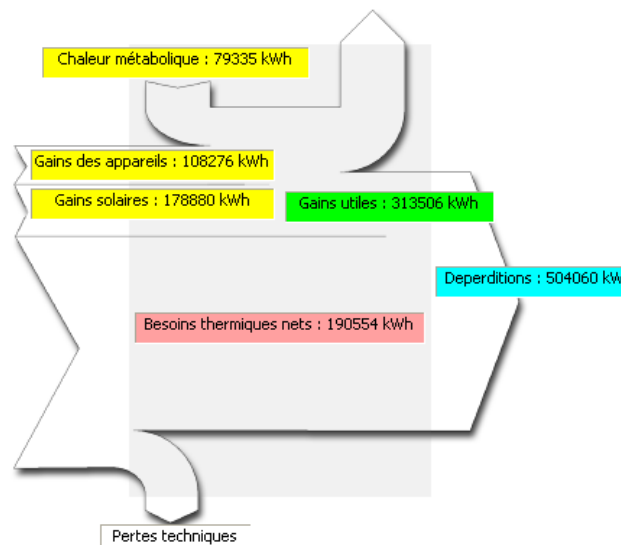 Chaleur métabolique : 79335 kWh
Gains des appareils : 108276 kWh
Gains solaires : 178880 kWh
Gains utiles : 313506 kWh
Deperditions : 504060 kW
Besoins thermiques nets : 190554 kWh
Pertes techniques